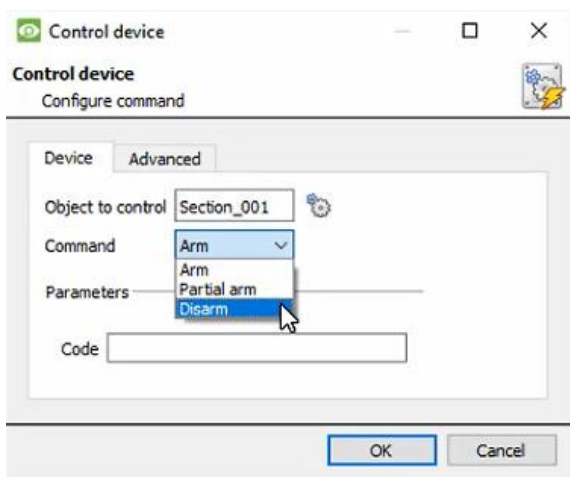 Control device
Control device
Configure command
Device Advanced
Object to control Section_001
Command Arm
Arm
Partial arm
Disarm
Parameters
Code
OK Cancel